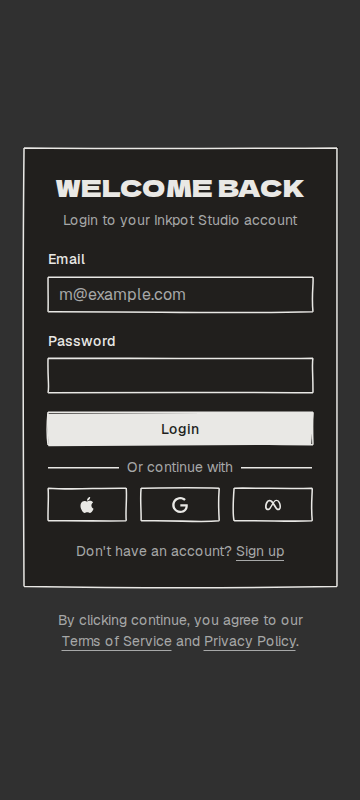 WELCOME BACK
Login to your Inkpot Studio account
Email
m@example.com
Password
Login
Or continue with
Don't have an account? Sign up
By clicking continue, you agree to our
Terms of Service and Privacy Policy.